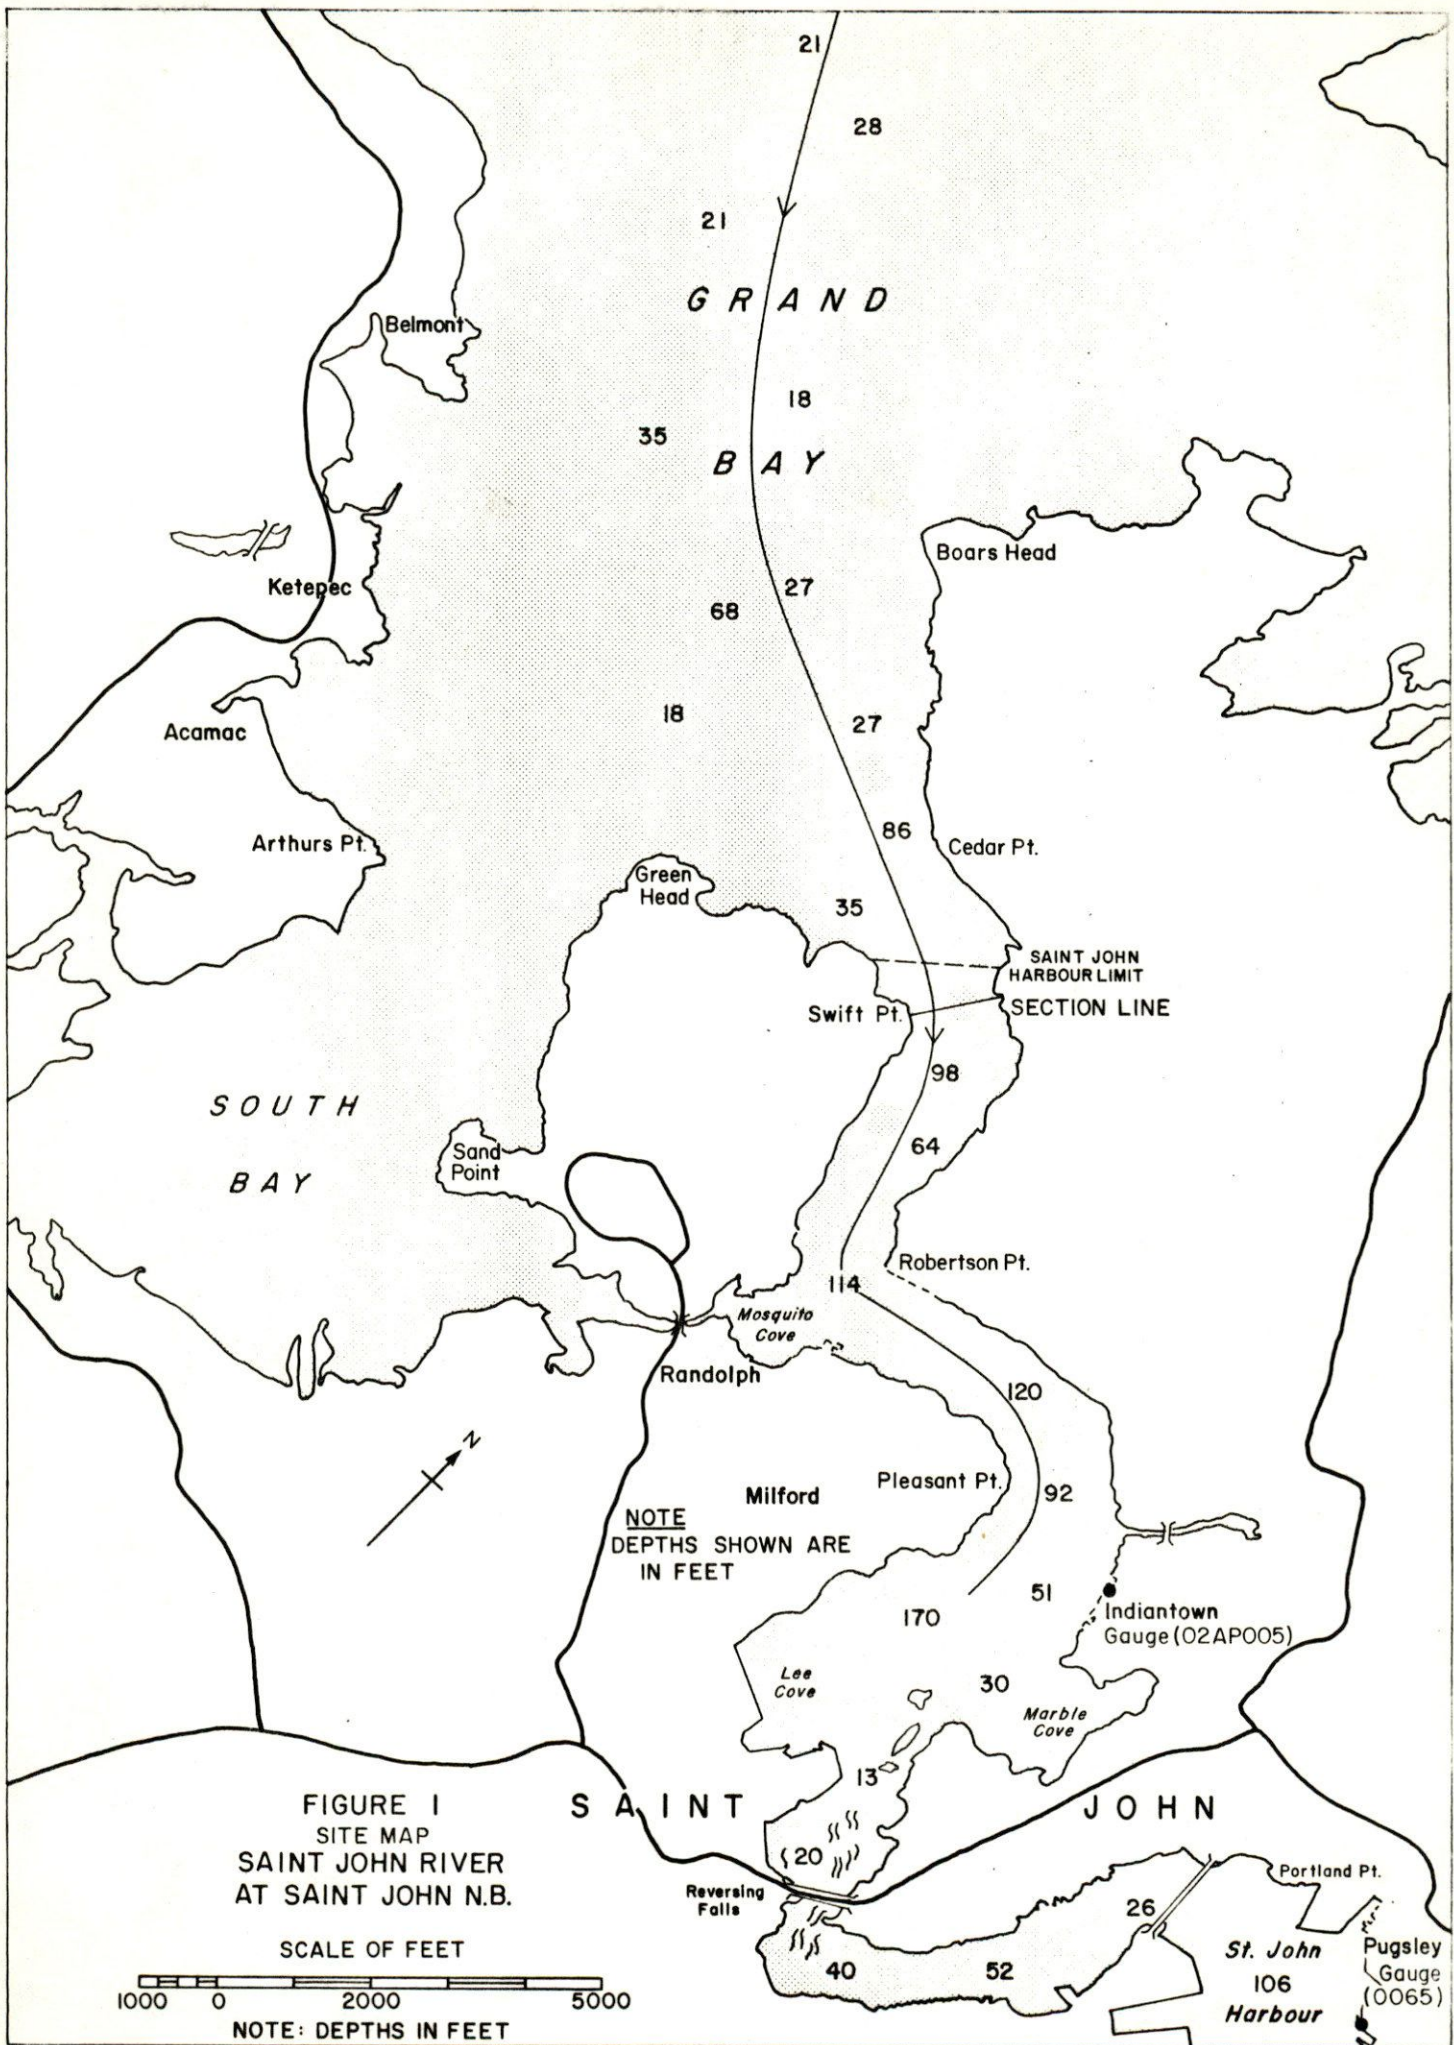 21
28
21
GRAND
Belmont
18
35
BAY
Boars Head
27
Ketepec
68
18
27
Acamac
86
Arthurs Pt.
Cedar Pt.
Green
Head
35
SAINT JOHN
HARBOUR LIMIT
SECTION LINE
Swift Pt.
98
SOUTH
64
Sand
Point
BAY
Robertson Pt.
114
Mosquito
Cove
Randolph
120
N
Pleasant Pt.
92
Milford
NOTE
DEPTHS SHOWN ARE
IN FEET
51
Indiantown
Gauge (02AP005)
170
Lee
Cove
30
Marble
Cove
13
SAINT JOHN
FIGURE 1
SITE MAP
SAINT JOHN RIVER
AT SAINT JOHN N.B.
20
Reversing
Falls
Portland Pt.
26
SCALE OF FEET
St. John
106
Harbour
Pugsley
Gauge
(0065)
40
52
1000 0 2000 5000
NOTE: DEPTHS IN FEET